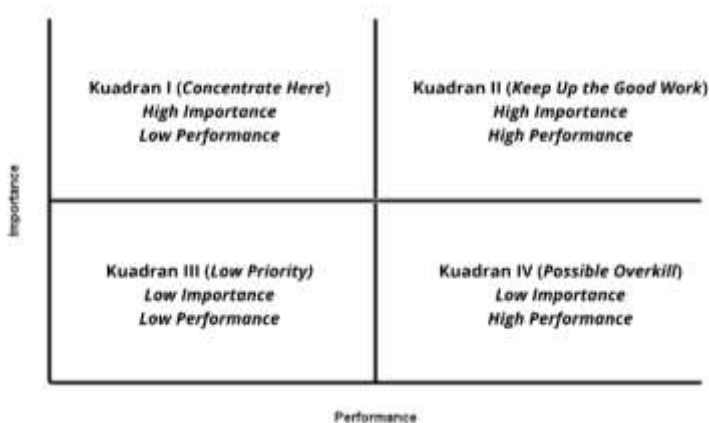 Kuadran I (Concentrate Here)
High Importance
Low Performance
Kuadran II (Keep Up the Good Work)
High Importance
High Performance
Importance
Kuadran III (Low Priority)
Low Importance
Low Performance
Kuadran IV (Possible Overkill)
Low Importance
High Performance
Performance